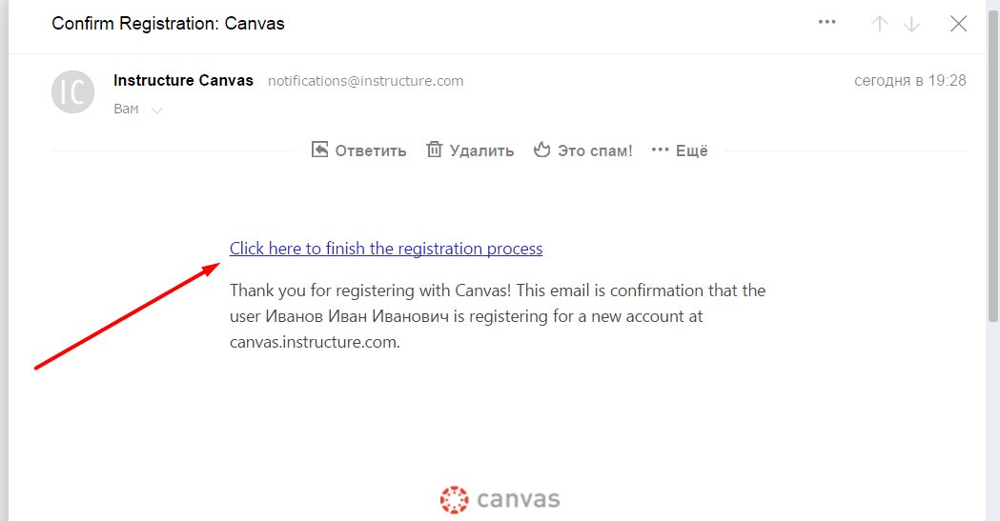 Confirm Registration: Canvas
IC
Instructure Canvas notifications@instructure.com
сегодня в 19:28
Вам
Ответить Удалить Это спам! Ещё
Click here to finish the registration process
Thank you for registering with Canvas! This email is confirmation that the
user Иванов Иван Иванович is registering for a new account at
canvas.instructure.com.
canvas